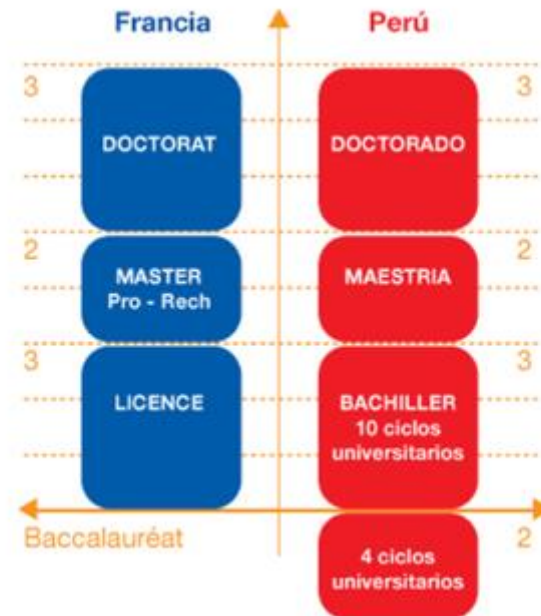 Francia
Perú
3
DOCTORAT
DOCTORADO
3
2
MASTER
Pro - Rech
MAESTRIA
2
3
LICENCE
BACHILLER
10 ciclos
universitarios
3
Baccalauréat
4 ciclos
universitarios
2